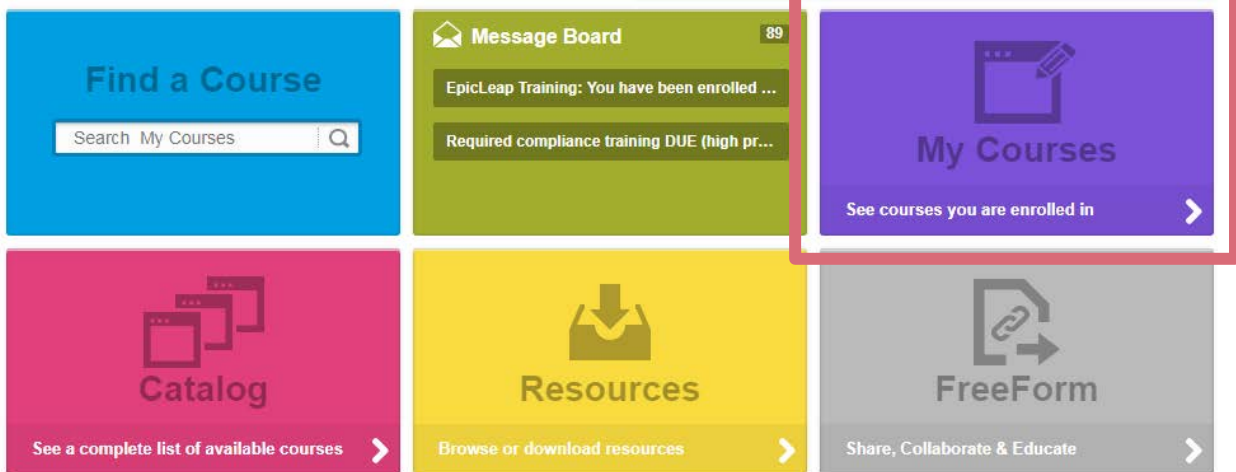 Find a Course
Search My Courses
Message Board
89
EpicLeap Training: You have been enrolled ...
Required compliance training DUE (high pr...
My Courses
See courses you are enrolled in
Catalog
See a complete list of available courses
Resources
Browse or download resources
FreeForm
Share, Collaborate & Educate